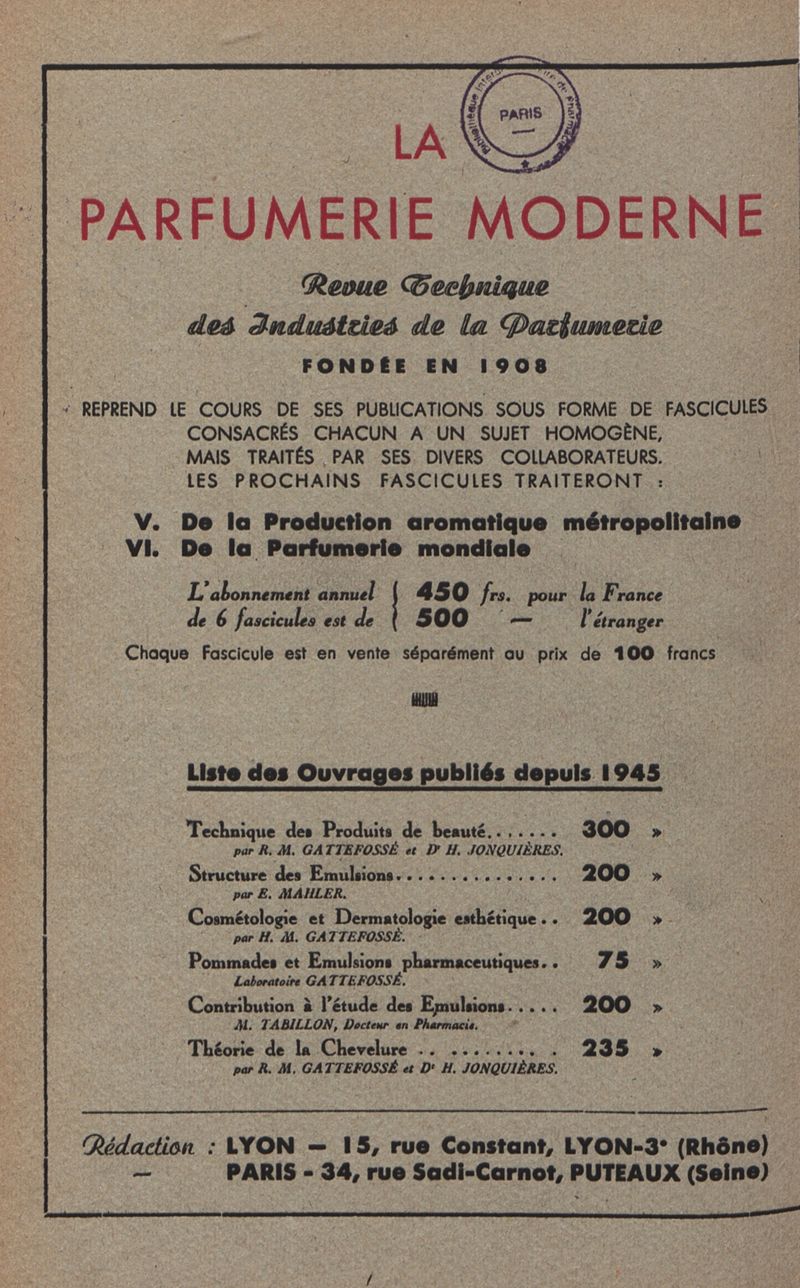 PARIS
LA
PARFUMERIE MODERNE
Revue Technique
des Industries de la Parfumerie
FONDÉE EN 1908
REPREND LE COURS DE SES PUBLICATIONS SOUS FORME DE FASCICULES
CONSACRÉS CHACUN A UN SUJET HOMOGÈNE,
MAIS TRAITÉS PAR SES DIVERS COLLABORATEURS.
LES PROCHAINS FASCICULES TRAITERONT :
V. De la Production aromatique métropolitaine
VI. De la Parfumerie mondiale
L'abonnement annuel { 450 frs. pour la France
de 6 fascicules est de { 500 — l'étranger
Chaque Fascicule est en vente séparément au prix de 100 francs
Liste des Ouvrages publiés depuis 1945
Technique des Produits de beauté....... 300 »
par R. M. GATTEFOSSÉ et Dr H. JONQUIÈRES.
Structure des Emulsions............... 200 »
par E. MAHLER.
Cosmétologie et Dermatologie esthétique.. 200 »
par H. M. GATTEFOSSÉ.
Pommades et Emulsions pharmaceutiques.. 75 »
Laboratoire GATTEFOSSÉ.
Contribution à l'étude des Emulsions..... 200 »
M. TABILLON, Docteur en Pharmacie.
Théorie de la Chevelure .. ......... . 235 »
par R. M. GATTEFOSSÉ et Dr H. JONQUIÈRES.
Rédaction : LYON — 15, rue Constant, LYON-3e (Rhône)
— PARIS - 34, rue Sadi-Carnot, PUTEAUX (Seine)